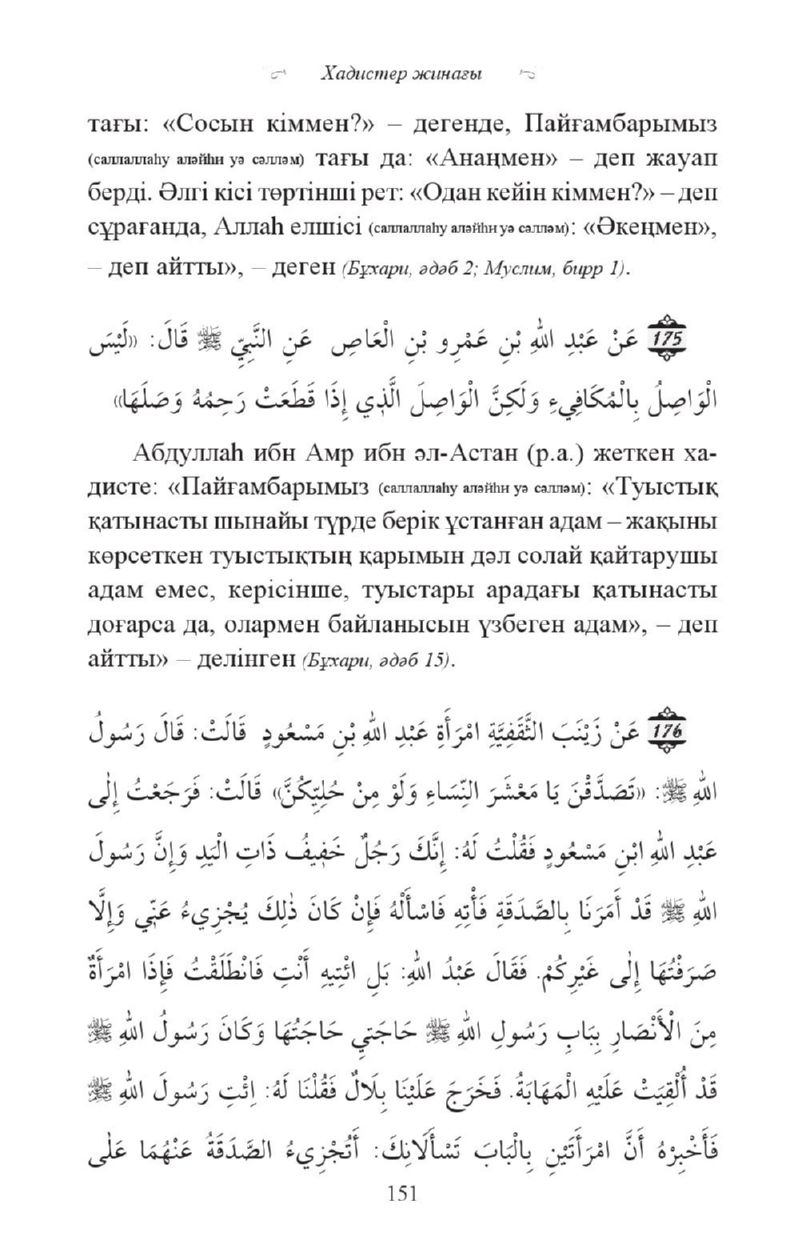 Хадистер жинағы
тағы: «Сосын кіммен?» – дегенде, Пайғамбарымыз
(саллаллаһу аләйһи уә сәлләм) тағы да: «Анаңмен» – деп жауап
берді. Әлгі кісі төртінші рет: «Одан кейін кіммен?» – деп
сұрағанда, Аллаһ елшісі (саллаллаһу аләйһи уә сәлләм): «Әкеңмен»,
– деп айтты», – деген (Бұхари, әдәб 2; Муслим, бирр 1).
175 عَنْ عَبْدِ اللهِ بْنِ عَمْرِو بْنِ الْعَاصِ عَنِ النَّبِيِّ ﷺ قَالَ: «لَيْسَ
الْوَاصِلُ بِالْمُكَافِيءِ وَلَكِنَّ الْوَاصِلَ الَّذِي إِذَا قَطَعَتْ رَحِمُهُ وَصَلَهَا»
Абдуллаһ ибн Амр ибн әл-Астан (р.а.) жеткен ха-
дисте: «Пайғамбарымыз (саллаллаһу аләйһи уә сәлләм): «Туыстық
қатынасты шынайы түрде берік ұстанған адам – жақыны
көрсеткен туыстықтың қарымын дәл солай қайтарушы
адам емес, керісінше, туыстары арадағы қатынасты
доғарса да, олармен байланысын үзбеген адам», – деп
айтты» – делінген (Бұхари, әдәб 15).
176 عَنْ زَيْنَبَ الثَّقَفِيَّةِ امْرَأَةِ عَبْدِ اللهِ بْنِ مَسْعُودٍ قَالَتْ: قَالَ رَسُولُ
اللهِ ﷺ: «تَصَدَّقْنَ يَا مَعْشَرَ النِّسَاءِ وَلَوْ مِنْ حُلِيِّكُنَّ» قَالَتْ: فَرَجَعْتُ إِلٰى
عَبْدِ اللهِ ابْنِ مَسْعُودٍ فَقُلْتُ لَهُ: إِنَّكَ رَجُلٌ خَفِيفُ ذَاتِ الْيَدِ وَإِنَّ رَسُولَ
اللهِ ﷺ قَدْ أَمَرَنَا بِالصَّدَقَةِ فَأْتِهِ فَاسْأَلْهُ فَإِنْ كَانَ ذٰلِكَ يُجْزِيءُ عَنِّي وَإِلَّا
صَرَفْتُهَا إِلٰى غَيْرِكُمْ. فَقَالَ عَبْدُ اللهِ: بَلِ ائْتِيهِ أَنْتِ فَانْطَلَقْتُ فَإِذَا امْرَأَةٌ
مِنَ الْأَنْصَارِ بِبَابِ رَسُولِ اللهِ ﷺ حَاجَتِي حَاجَتُهَا وَكَانَ رَسُولُ اللهِ ﷺ
قَدْ أُلْقِيَتْ عَلَيْهِ الْمَهَابَةُ. فَخَرَجَ عَلَيْنَا بِلَالٌ فَقُلْنَا لَهُ: اِئْتِ رَسُولَ اللهِ ﷺ
فَأَخْبِرْهُ أَنَّ امْرَأَتَيْنِ بِالْبَابِ تَسْأَلَانِكَ: أَتُجْزِيءُ الصَّدَقَةُ عَنْهُمَا عَلٰى
151